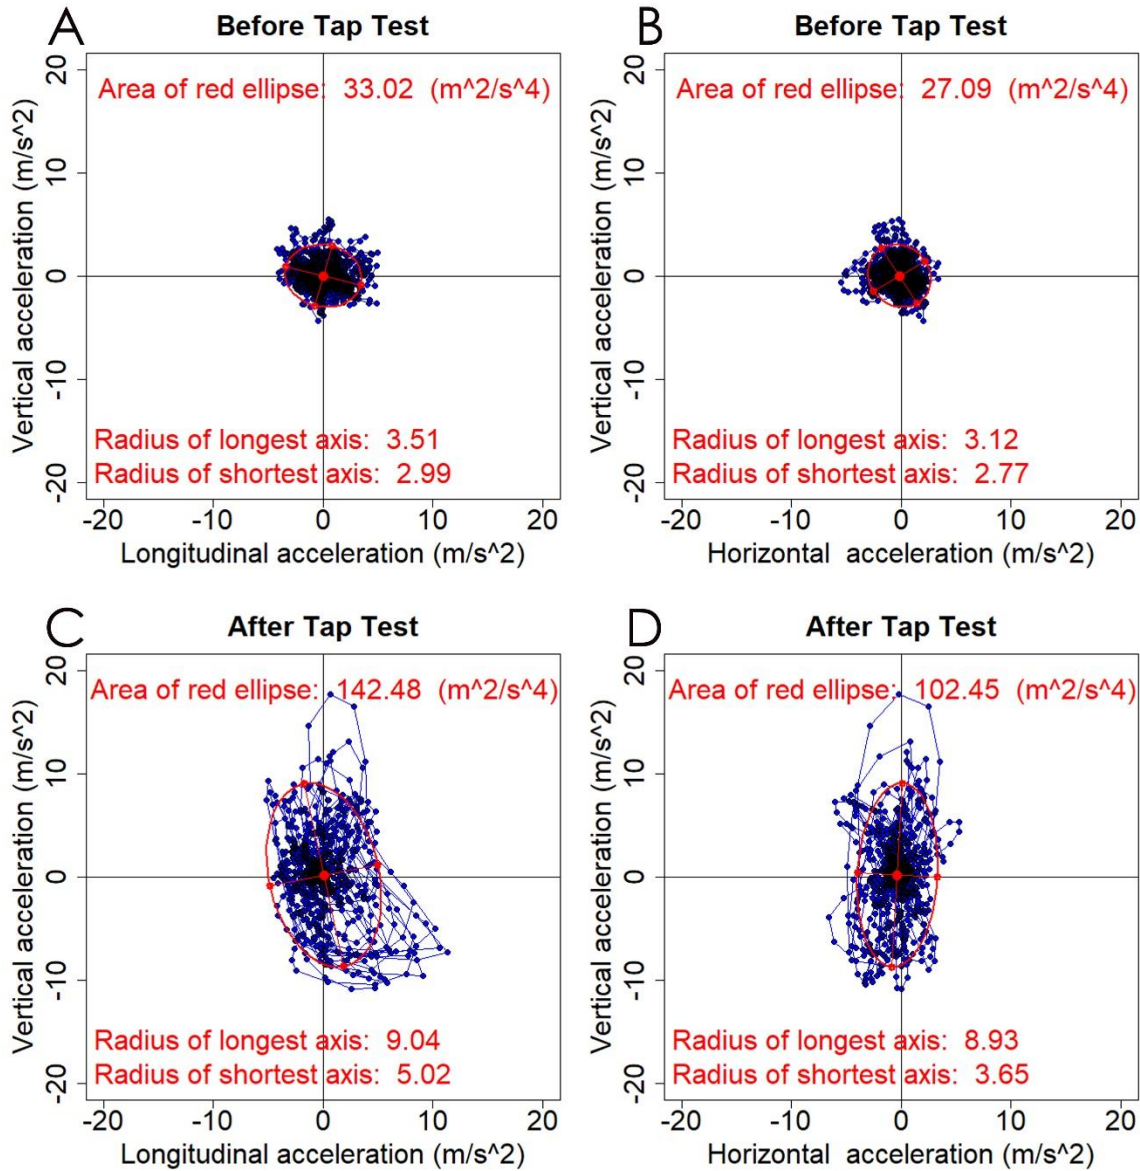 A Before Tap Test
Area of red ellipse: 33.02 (m^2/s^4)
Vertical acceleration (m/s^2)
20
10
0
-10
-20
Radius of longest axis: 3.51
Radius of shortest axis: 2.99
-20 -10 0 10 20
Longitudinal acceleration (m/s^2)
B Before Tap Test
Area of red ellipse: 27.09 (m^2/s^4)
Vertical acceleration (m/s^2)
20
10
0
-10
-20
Radius of longest axis: 3.12
Radius of shortest axis: 2.77
-20 -10 0 10 20
Horizontal acceleration (m/s^2)
C After Tap Test
Area of red ellipse: 142.48 (m^2/s^4)
Vertical acceleration (m/s^2)
20
10
0
-10
-20
Radius of longest axis: 9.04
Radius of shortest axis: 5.02
-20 -10 0 10 20
Longitudinal acceleration (m/s^2)
D After Tap Test
Area of red ellipse: 102.45 (m^2/s^4)
Vertical acceleration (m/s^2)
20
10
0
-10
-20
Radius of longest axis: 8.93
Radius of shortest axis: 3.65
-20 -10 0 10 20
Horizontal acceleration (m/s^2)